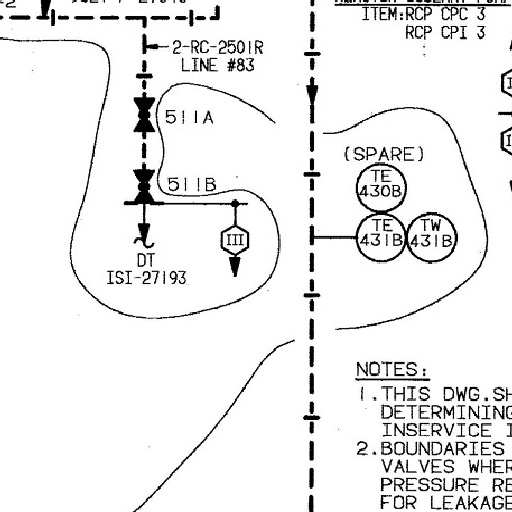 ITEM:RCP CPC 3
RCP CPI 3
2-RC-2501R
LINE #83
511A
511B
(SPARE)
TE
430B
TE
431B
TW
431B
III
DT
ISI-27193
NOTES:
1.THIS DWG.SH
DETERMINING
INSERVICE I
2.BOUNDARIES
VALVES WHER
PRESSURE RE
FOR LEAKAGE